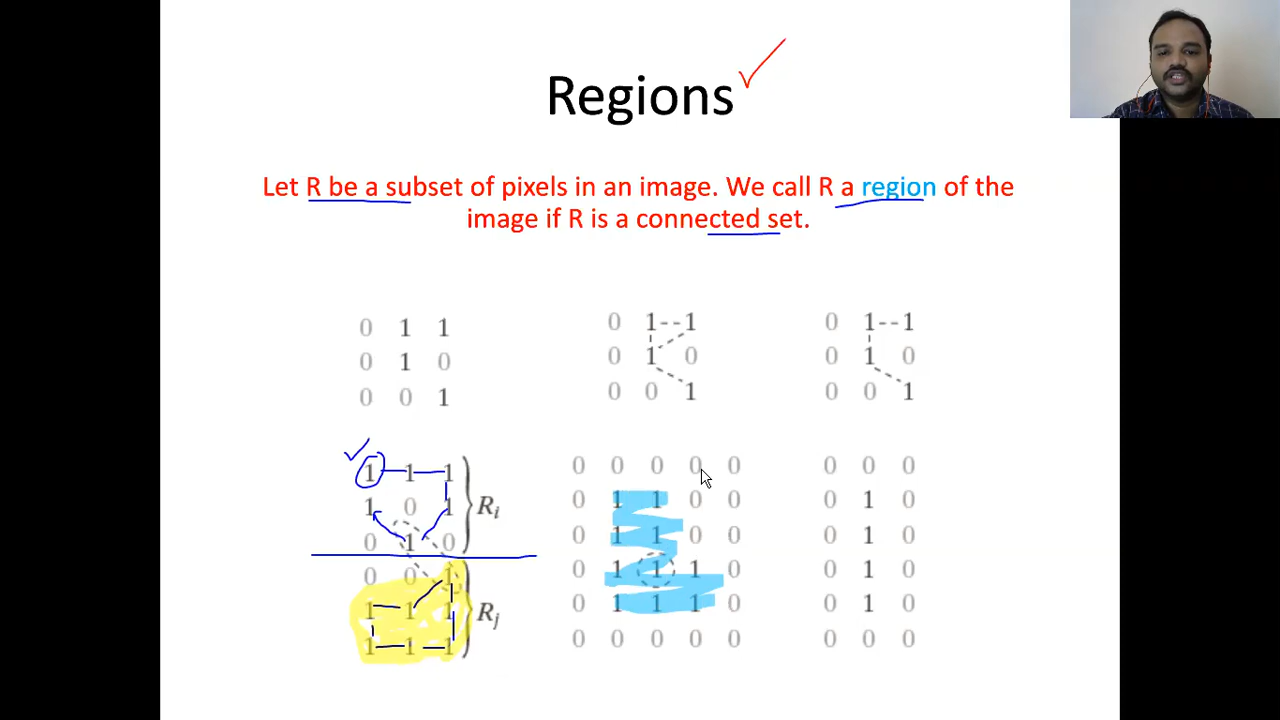 Regions
Let R be a subset of pixels in an image. We call R a region of the
image if R is a connected set.
0 1 1
0 1 0
0 0 1
0 1--1
0 1 0
0 0 1
0 1--1
0 1 0
0 0 1
1 1 1
1 0 1
0 1 0
Ri
0 0 1
1 1 1
1 1 1
Rj
0 0 0 0 0
0 1 1 0 0
0 1 1 0 0
0 1 1 1 0
0 1 1 1 0
0 0 0 0 0
0 0 0
0 1 0
0 1 0
0 1 0
0 1 0
0 0 0